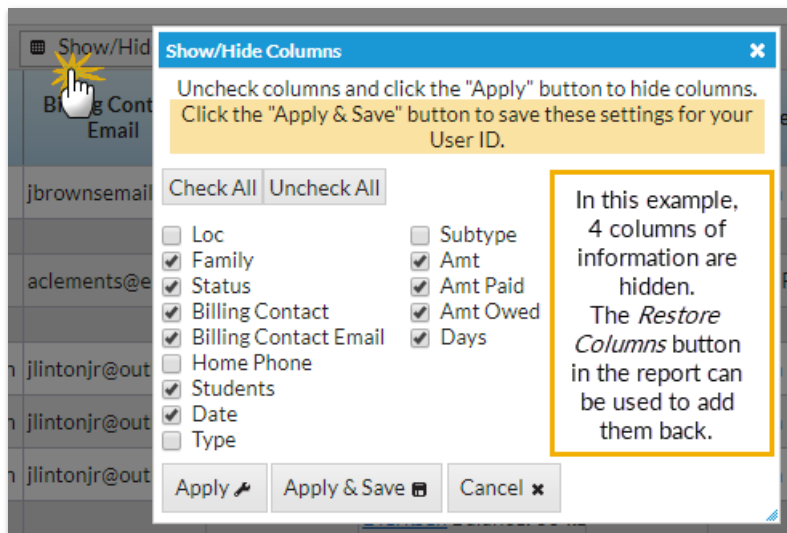 Show/Hid
Show/Hide Columns
Uncheck columns and click the "Apply" button to hide columns.
Click the "Apply & Save" button to save these settings for your
User ID.
Cont
Email
Check All Uncheck All
jbrownsemail
Loc
Family
Status
Billing Contact
Billing Contact Email
Home Phone
Students
Date
Type
Subtype
Amt
Amt Paid
Amt Owed
Days
In this example,
4 columns of
information are
hidden.
The Restore
Columns button
in the report can
be used to add
them back.
aclements@e
jlintonjr@out
jlintonjr@out
jlintonjr@out
Apply Apply & Save Cancel